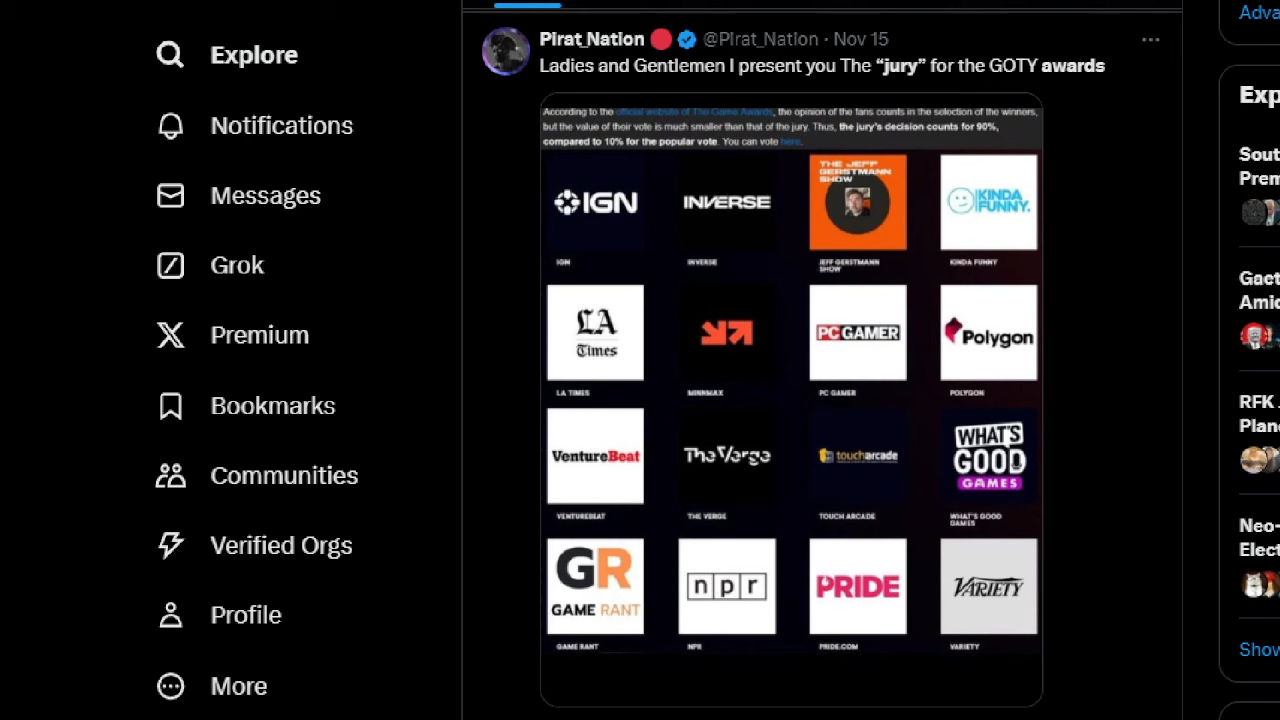 Explore
Notifications
Messages
Grok
Premium
Bookmarks
Communities
Verified Orgs
Profile
More
Pirat_Nation @PIrat_NatIon · Nov 15
Ladies and Gentlemen I present you The “jury” for the GOTY awards
According to the official website of The Game Awards, the opinion of the fans counts in the selection of the winners,
but the value of their vote is much smaller than that of the jury. Thus, the jury's decision counts for 90%,
compared to 10% for the popular vote. You can vote here.
IGN
INVERSE
THE JEFF
GERSTMANN
SHOW
KINDA
FUNNY.
IGN
INVERSE
JEFF GERSTMANN
SHOW
KINDA FUNNY
LA
Times
PC GAMER
Polygon
LA TIMES
MINNMAX
PC GAMER
POLYGON
VentureBeat
The Verge
toucharcade
WHAT'S
GOOD
GAMES
VENTUREBEAT
THE VERGE
TOUCH ARCADE
WHAT'S GOOD
GAMES
GR
GAME RANT
npr
PRIDE
VARIETY
GAME RANT
NPR
PRIDE.COM
VARIETY
Adva
Exp
Sout
Prem
Gaet
Amid
RFK J
Plane
Neo-
Elect
Show